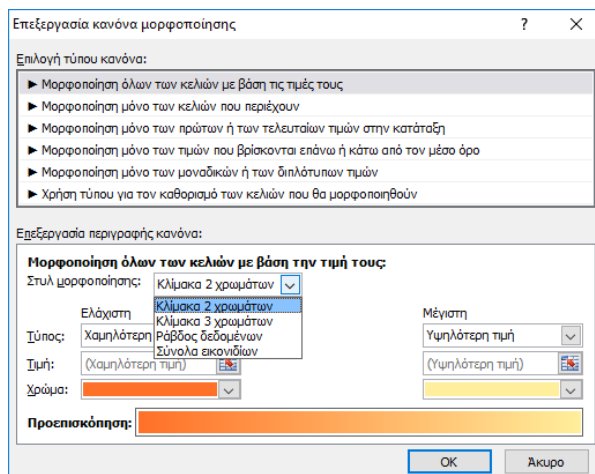 Επεξεργασία κανόνα μορφοποίησης ? ✕
Επιλογή τύπου κανόνα:
► Μορφοποίηση όλων των κελιών με βάση τις τιμές τους
► Μορφοποίηση μόνο των κελιών που περιέχουν
► Μορφοποίηση μόνο των πρώτων ή των τελευταίων τιμών στην κατάταξη
► Μορφοποίηση μόνο των τιμών που βρίσκονται επάνω ή κάτω από τον μέσο όρο
► Μορφοποίηση μόνο των μοναδικών ή των διπλότυπων τιμών
► Χρήση τύπου για τον καθορισμό των κελιών που θα μορφοποιηθούν
Επεξεργασία περιγραφής κανόνα:
Μορφοποίηση όλων των κελιών με βάση την τιμή τους:
Στυλ μορφοποίησης: Κλίμακα 2 χρωμάτων
Κλίμακα 2 χρωμάτων
Κλίμακα 3 χρωμάτων
Ράβδος δεδομένων
Σύνολα εικονιδίων
Ελάχιστη Μέγιστη
Τύπος: Χαμηλότερη Υψηλότερη τιμή
Τιμή: (Χαμηλότερη τιμή) (Υψηλότερη τιμή)
Χρώμα:
Προεπισκόπηση:
OK Άκυρο